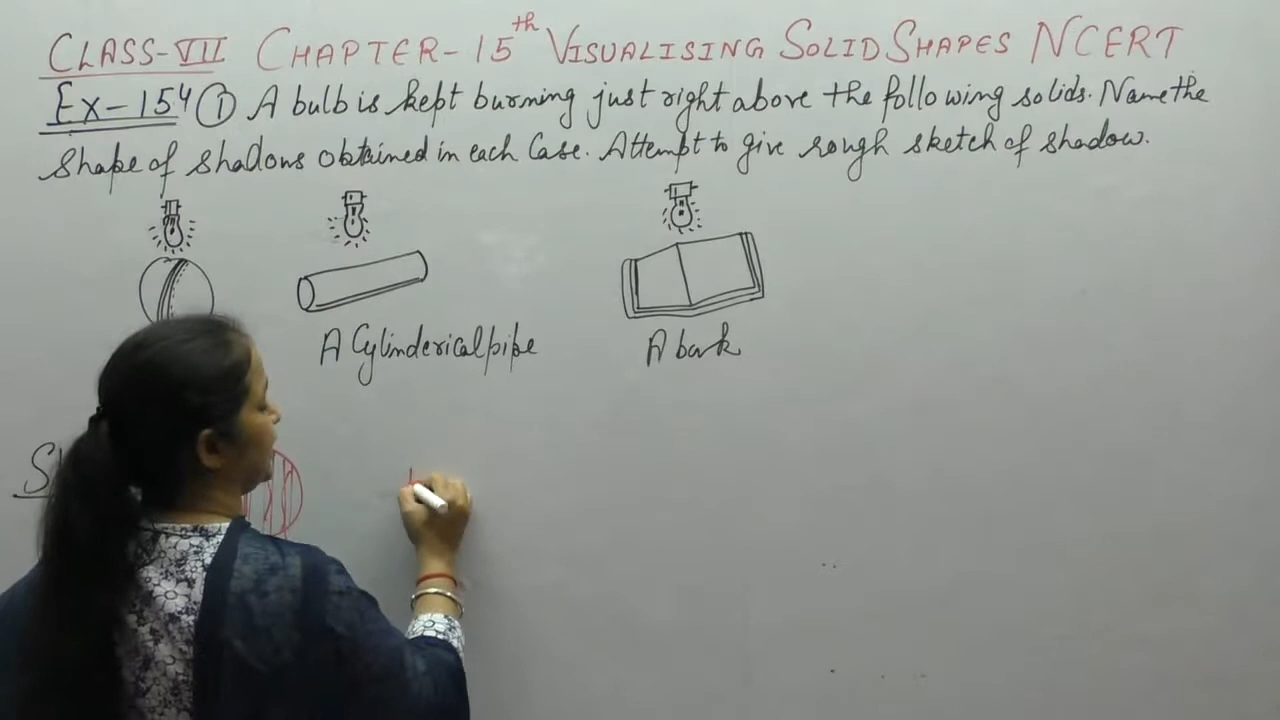 CLASS-VII CHAPTER-15th VISUALISING SOLID SHAPES NCERT
Ex-15.4 ① A bulb is kept burning just right above the following solids. Name the
shape of shadows obtained in each Case. Attempt to give rough sketch of shadow.
A Cylinderical pipe
A book